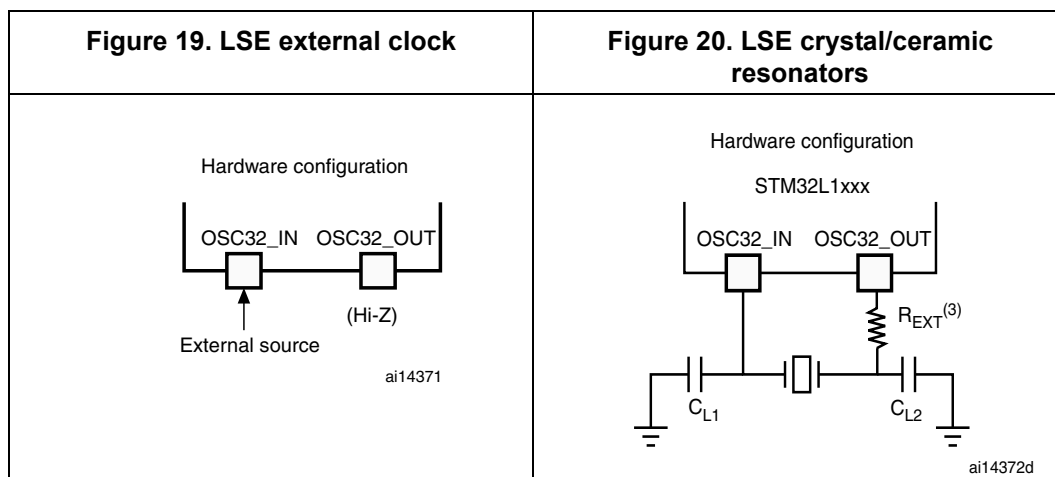 Figure 19. LSE external clock
Figure 20. LSE crystal/ceramic
resonators
Hardware configuration
OSC32_IN OSC32_OUT
(Hi-Z)
External source
ai14371
Hardware configuration
STM32L1xxx
OSC32_IN OSC32_OUT
REXT(3)
CL1
CL2
ai14372d